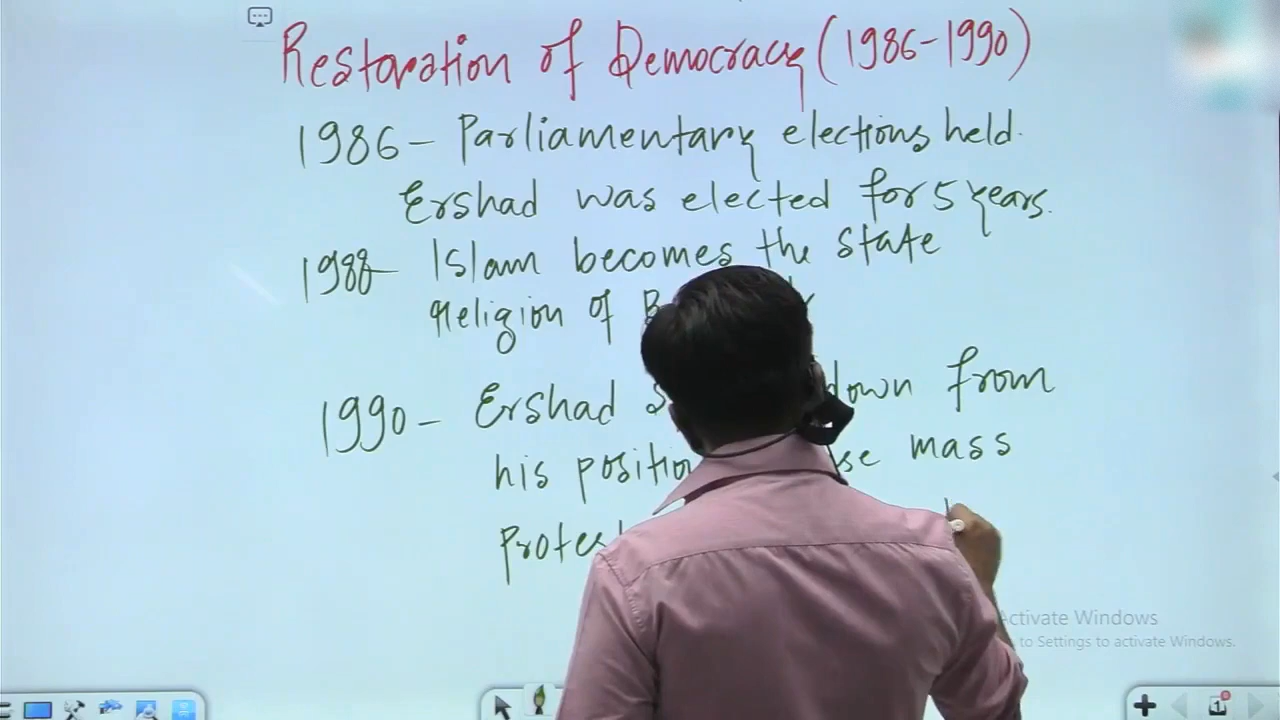 Restoration of Democracy (1986-1990)
1986 - Parliamentary elections held.
Ershad was elected for 5 years.
1988 - Islam becomes the state
religion of
1990 - Ershad down from
his position mass
Activate Windows
to Settings to activate Windows.
1